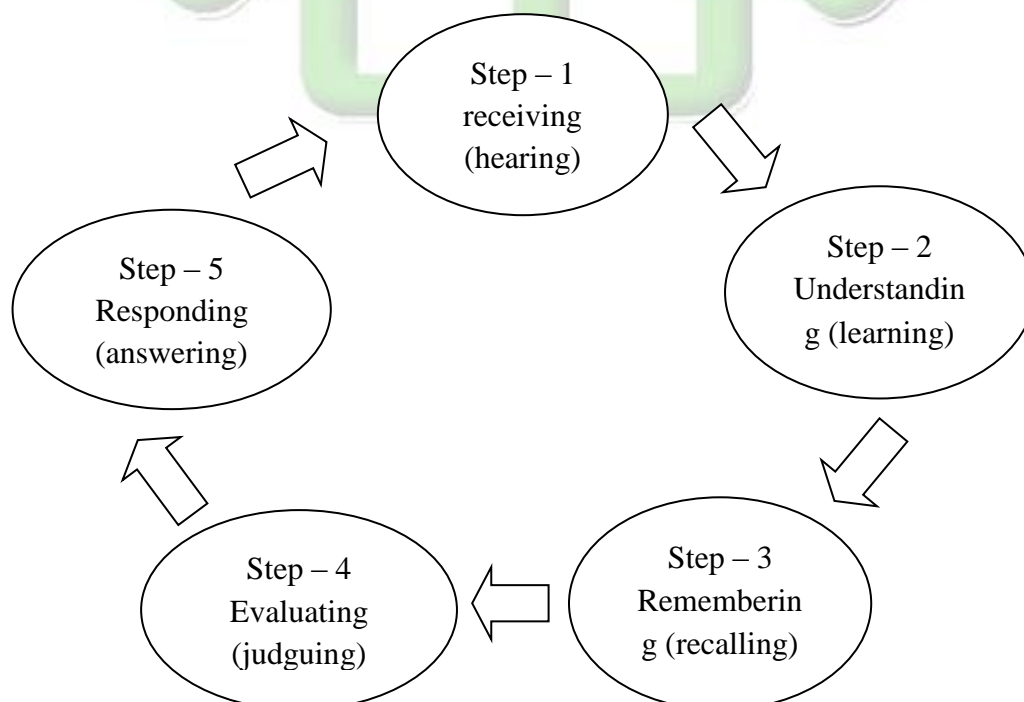 Step – 1
receiving
(hearing)
Step – 2
Understandin
g (learning)
Step – 3
Rememberin
g (recalling)
Step – 4
Evaluating
(judguing)
Step – 5
Responding
(answering)